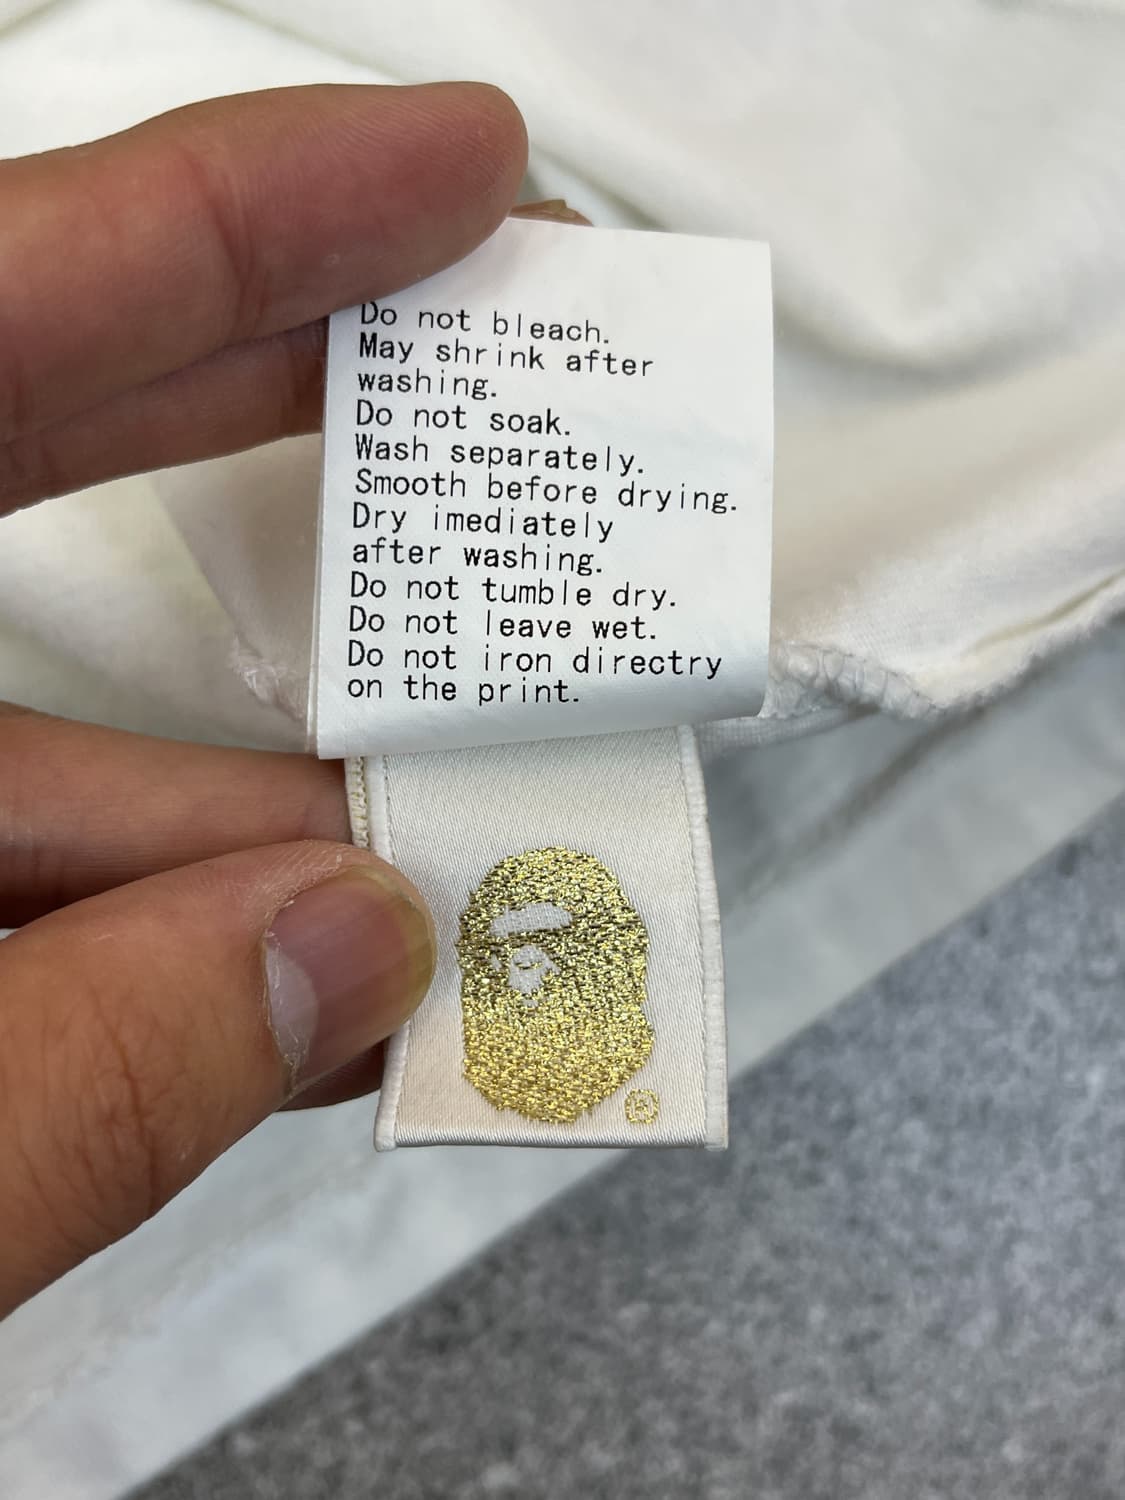 Do not bleach.
May shrink after
washing.
Do not soak.
Wash separately.
Smooth before drying.
Dry imediately
after washing.
Do not tumble dry.
Do not leave wet.
Do not iron directry
on the print.
®